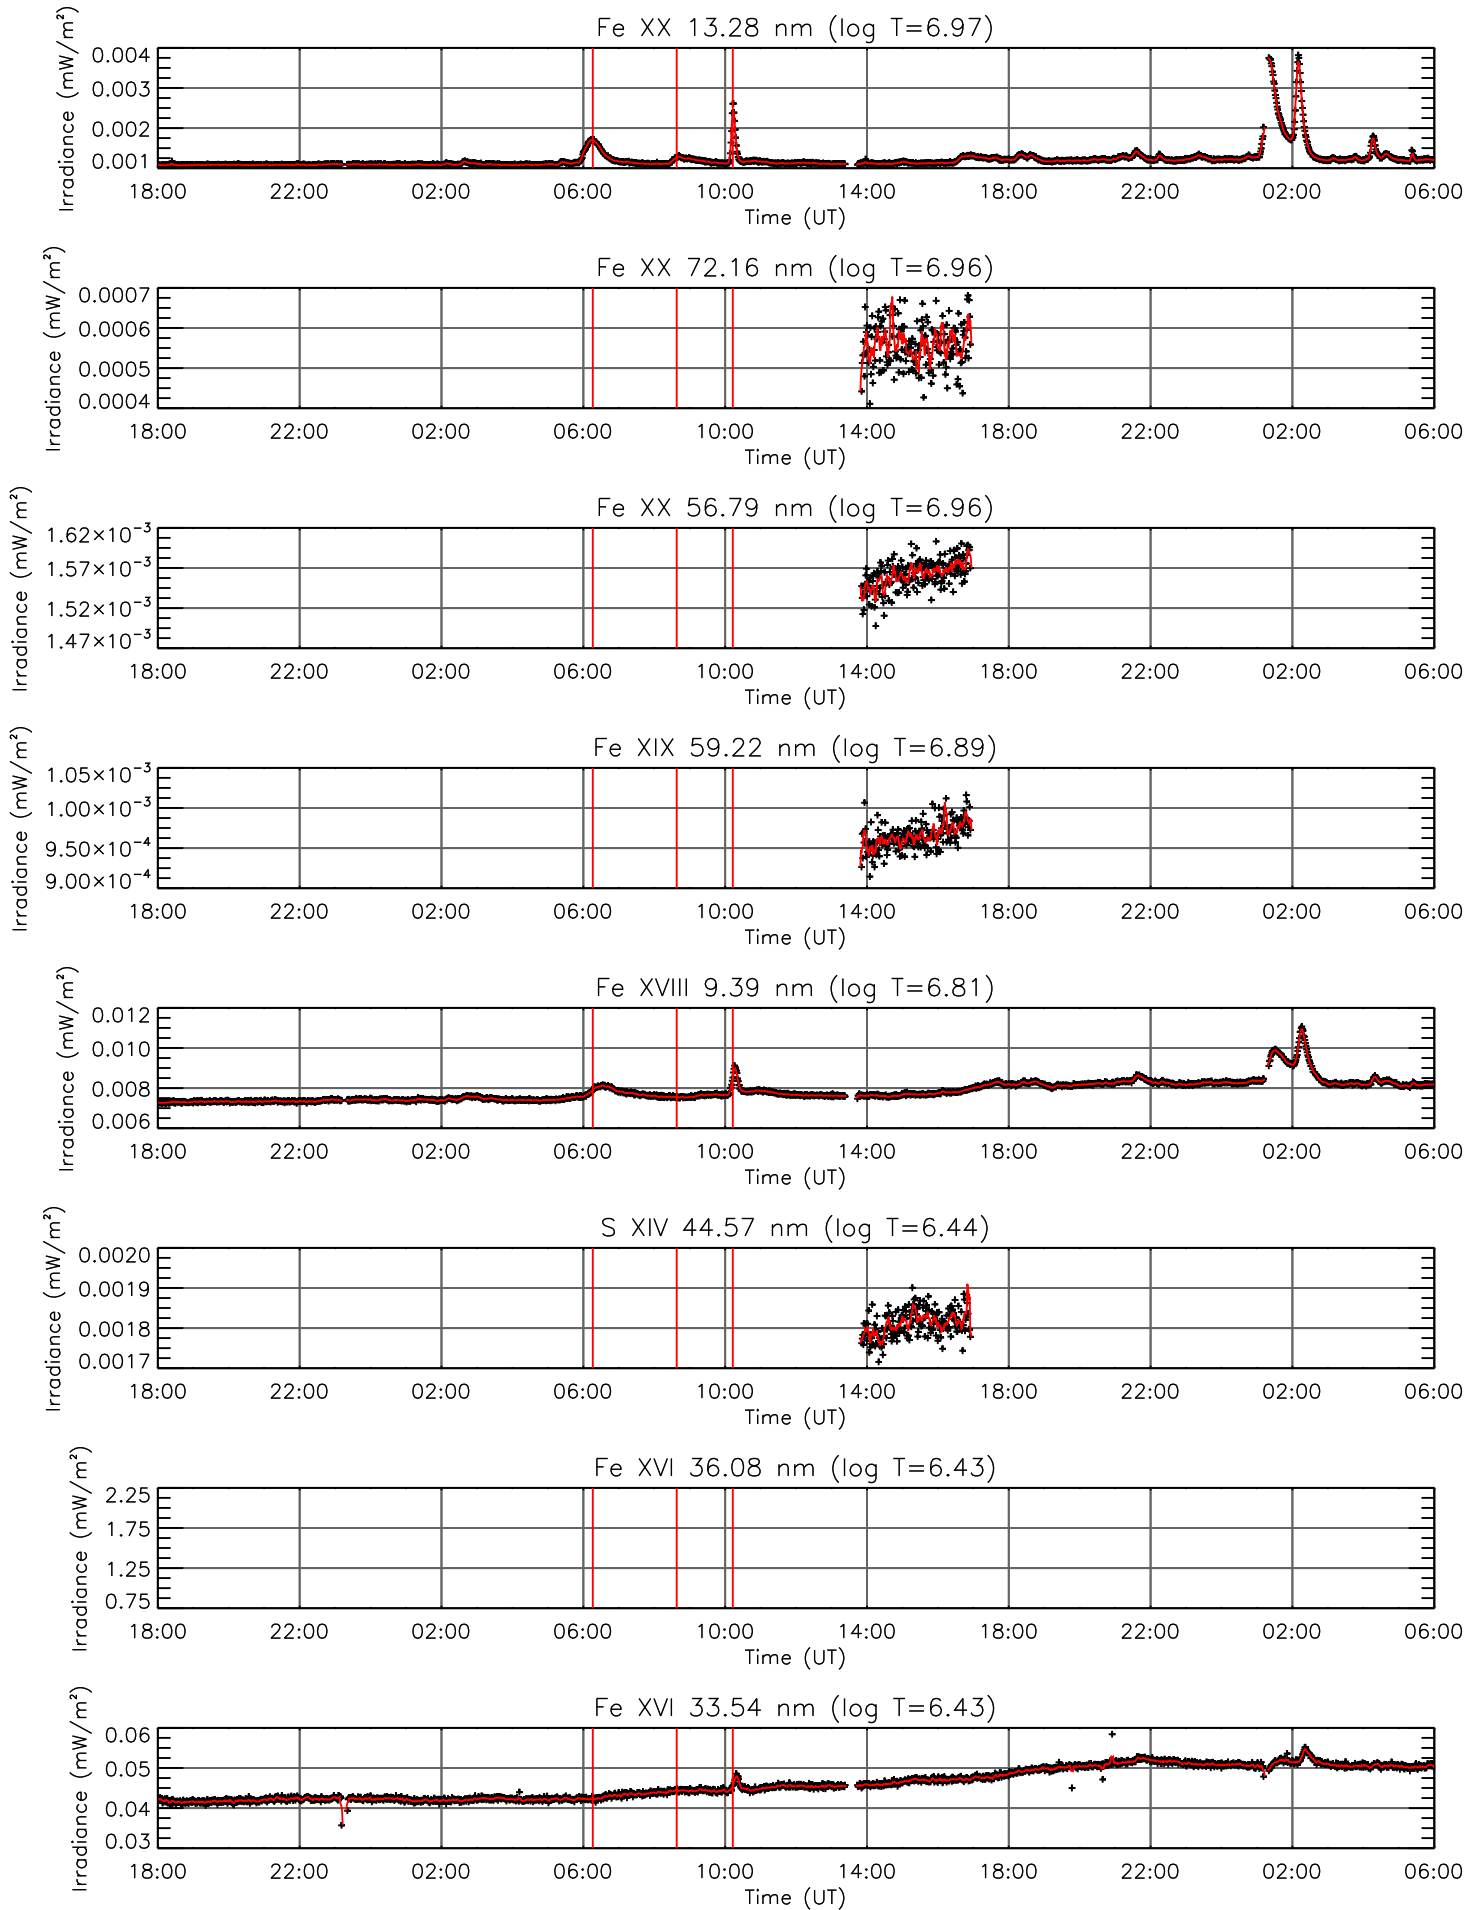 Fe XX 13.28 nm (log T=6.97)
Irradiance (mW/m²)
0.004
0.003
0.002
0.001
18:00 22:00 02:00 06:00 10:00 14:00 18:00 22:00 02:00 06:00
Time (UT)
Fe XX 72.16 nm (log T=6.96)
Irradiance (mW/m²)
0.0007
0.0006
0.0005
0.0004
18:00 22:00 02:00 06:00 10:00 14:00 18:00 22:00 02:00 06:00
Time (UT)
Fe XX 56.79 nm (log T=6.96)
Irradiance (mW/m²)
1.62×10⁻³
1.57×10⁻³
1.52×10⁻³
1.47×10⁻³
18:00 22:00 02:00 06:00 10:00 14:00 18:00 22:00 02:00 06:00
Time (UT)
Fe XIX 59.22 nm (log T=6.89)
Irradiance (mW/m²)
1.05×10⁻³
1.00×10⁻³
9.50×10⁻⁴
9.00×10⁻⁴
18:00 22:00 02:00 06:00 10:00 14:00 18:00 22:00 02:00 06:00
Time (UT)
Fe XVIII 9.39 nm (log T=6.81)
Irradiance (mW/m²)
0.012
0.010
0.008
0.006
18:00 22:00 02:00 06:00 10:00 14:00 18:00 22:00 02:00 06:00
Time (UT)
S XIV 44.57 nm (log T=6.44)
Irradiance (mW/m²)
0.0020
0.0019
0.0018
0.0017
18:00 22:00 02:00 06:00 10:00 14:00 18:00 22:00 02:00 06:00
Time (UT)
Fe XVI 36.08 nm (log T=6.43)
Irradiance (mW/m²)
2.25
1.75
1.25
0.75
18:00 22:00 02:00 06:00 10:00 14:00 18:00 22:00 02:00 06:00
Time (UT)
Fe XVI 33.54 nm (log T=6.43)
Irradiance (mW/m²)
0.06
0.05
0.04
0.03
18:00 22:00 02:00 06:00 10:00 14:00 18:00 22:00 02:00 06:00
Time (UT)